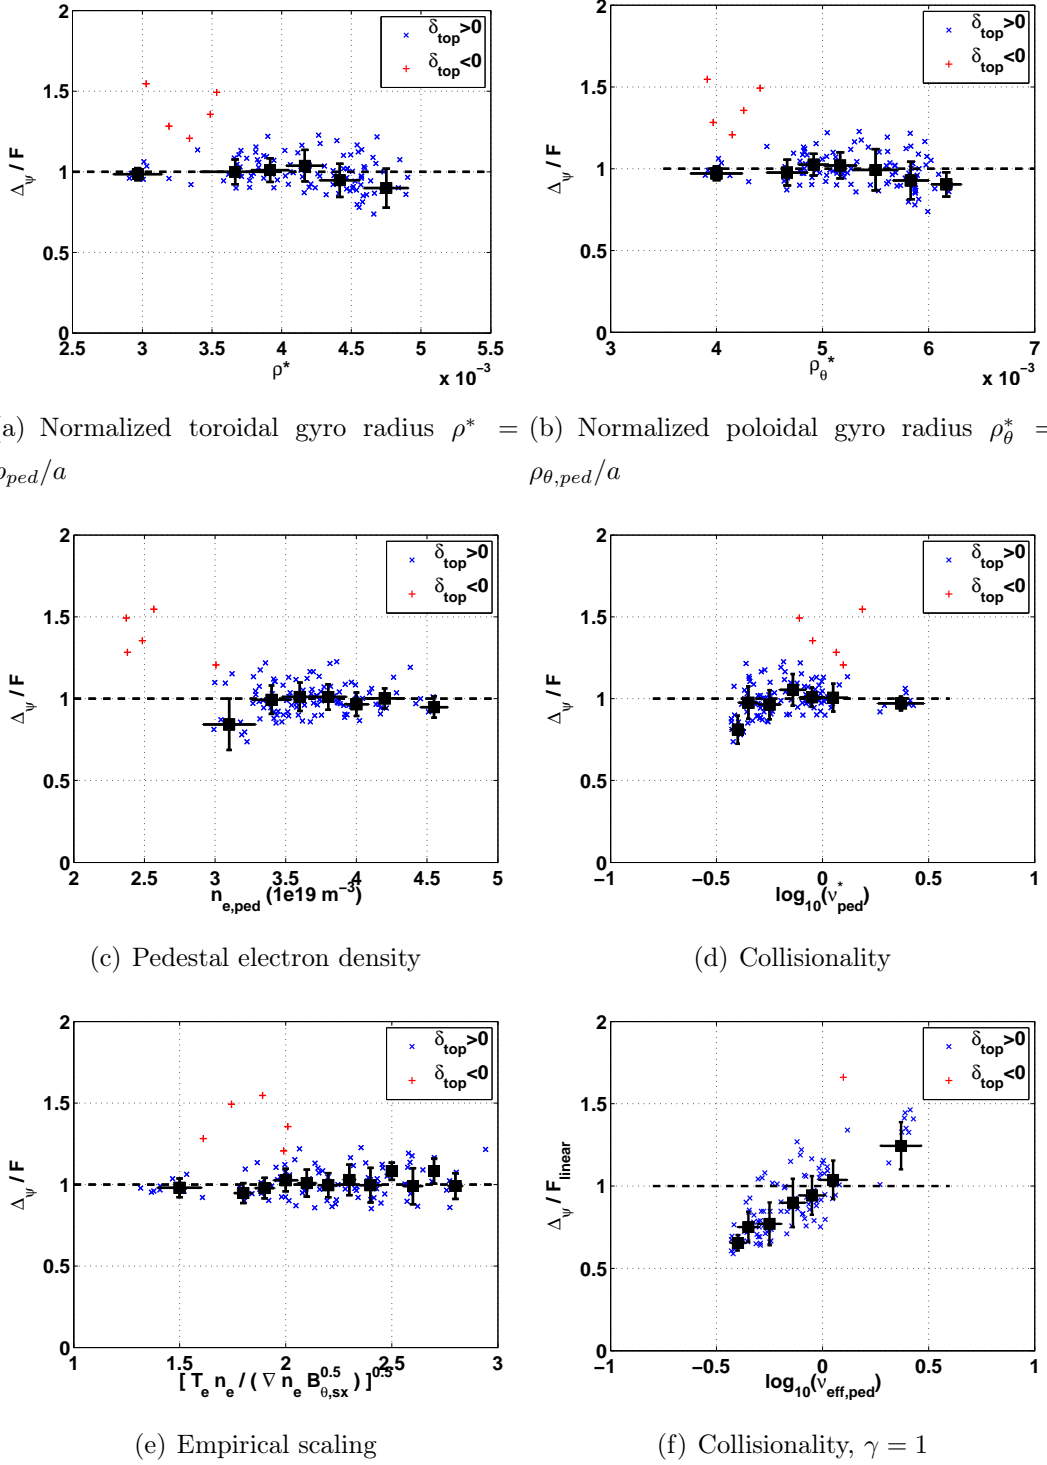 2
1.5
1
0.5
0
Δψ / F
δtop>0
δtop<0
2.5 3 3.5 4 4.5 5 5.5
ρ*
x 10⁻³
2
1.5
1
0.5
0
Δψ / F
δtop>0
δtop<0
3 4 5 6 7
ρθ*
x 10⁻³
a) Normalized toroidal gyro radius ρ* =
ρped/a
(b) Normalized poloidal gyro radius ρ*θ =
ρθ,ped/a
2
1.5
1
0.5
0
Δψ / F
δtop>0
δtop<0
2 2.5 3 3.5 4 4.5 5
ne,ped (1e19 m⁻³)
(c) Pedestal electron density
2
1.5
1
0.5
0
Δψ / F
δtop>0
δtop<0
−1 −0.5 0 0.5 1
log10(ν*ped)
(d) Collisionality
2
1.5
1
0.5
0
Δψ / F
δtop>0
δtop<0
1 1.5 2 2.5 3
[ Te ne / ( ∇ ne B0.5θ,sx ) ]0.5
(e) Empirical scaling
2
1.5
1
0.5
0
Δψ / Flinear
δtop>0
δtop<0
−1 −0.5 0 0.5 1
log10(νeff,ped)
(f) Collisionality, γ = 1